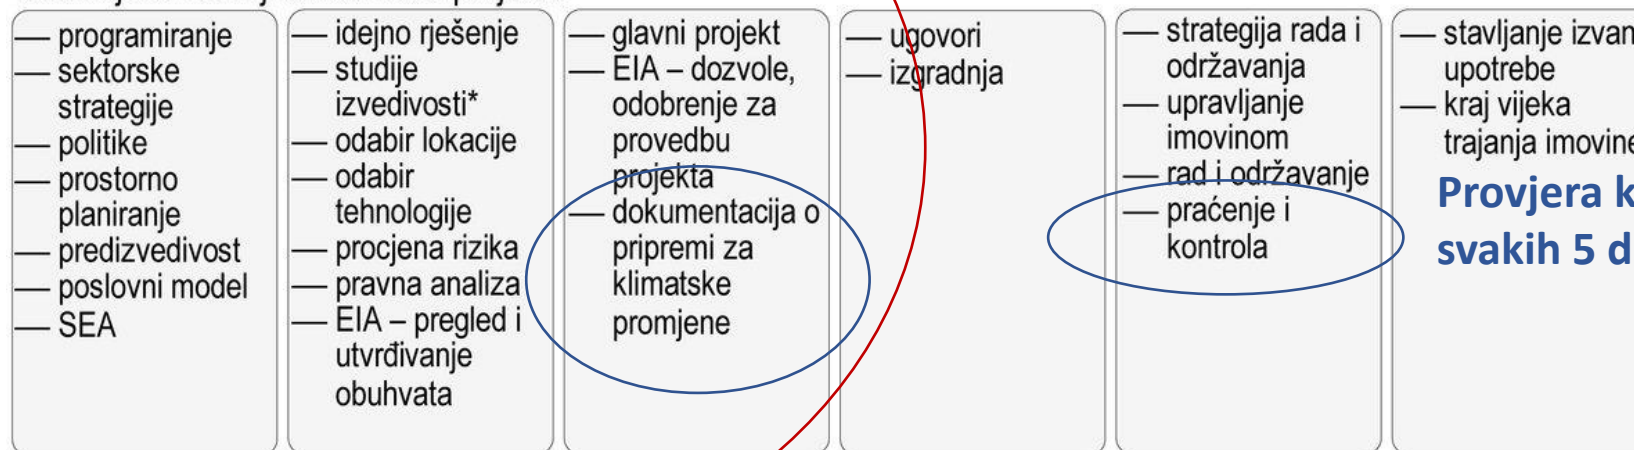 — programiranje
— sektorske
strategije
— politike
— prostorno
planiranje
— predizvedivost
— poslovni model
— SEA
— idejno rješenje
— studije
izvedivosti*
— odabir lokacije
— odabir
tehnologije
— procjena rizika
— pravna analiza
— EIA – pregled i
utvrđivanje
obuhvata
— glavni projekt
— EIA – dozvole,
odobrenje za
provedbu
projekta
— dokumentacija o
pripremi za
klimatske
promjene
— ugovori
— izgradnja
— strategija rada i
održavanja
— upravljanje
imovinom
— rad i održavanje
— praćenje i
kontrola
— stavljanje izvan
upotrebe
— kraj vijeka
trajanja imovine
Provjera k
svakih 5 d